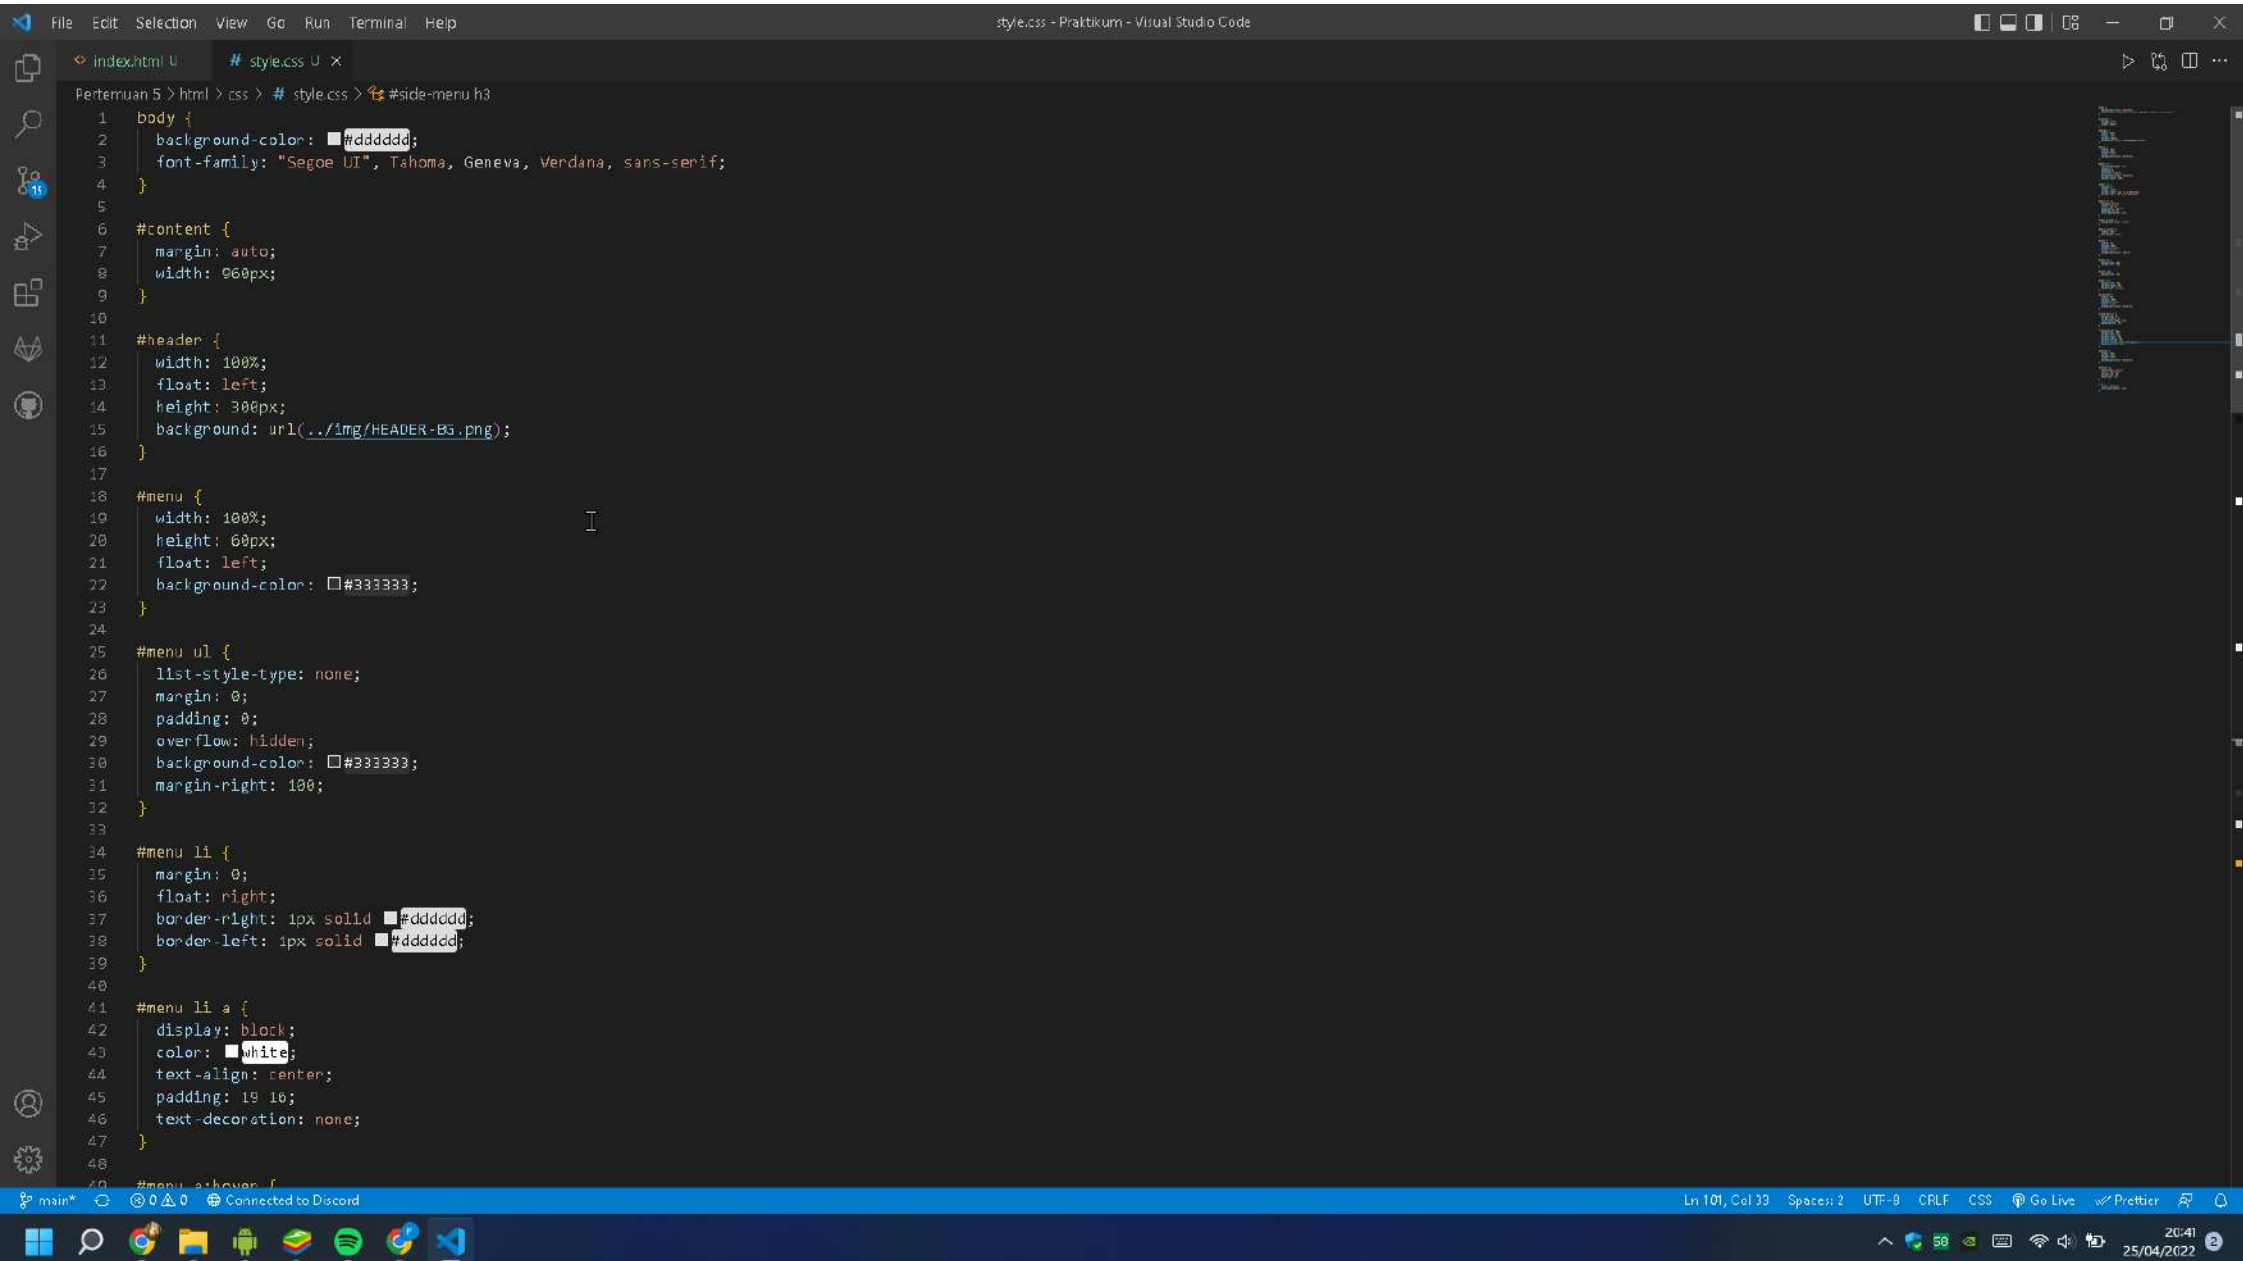 File Edit Selection View Go Run Terminal Help
style.css - Praktikum - Visual Studio Code
index.html U
# style.css U
Pertemuan 5 > html > css > # style.css > #side-menu h3
1 body {
2 background-color: #dddddd;
3 font-family: "Segoe UI", Tahoma, Geneva, Verdana, sans-serif;
4 }
5
6 #content {
7 margin: auto;
8 width: 960px;
9 }
10
11 #header {
12 width: 100%;
13 float: left;
14 height: 300px;
15 background: url(../img/HEADER-BG.png);
16 }
17
18 #menu {
19 width: 100%;
20 height: 60px;
21 float: left;
22 background-color: #333333;
23 }
24
25 #menu ul {
26 list-style-type: none;
27 margin: 0;
28 padding: 0;
29 overflow: hidden;
30 background-color: #333333;
31 margin-right: 100;
32 }
33
34 #menu li {
35 margin: 0;
36 float: right;
37 border-right: 1px solid #dddddd;
38 border-left: 1px solid #dddddd;
39 }
40
41 #menu li a {
42 display: block;
43 color: white;
44 text-align: center;
45 padding: 19 16;
46 text-decoration: none;
47 }
48
49 #menu a:hover {
15
main*
0 0
Connected to Discord
Ln 101, Col 33 Spaces: 2 UTF-8 CRLF CSS Go Live Prettier
58
20:41
25/04/2022
2